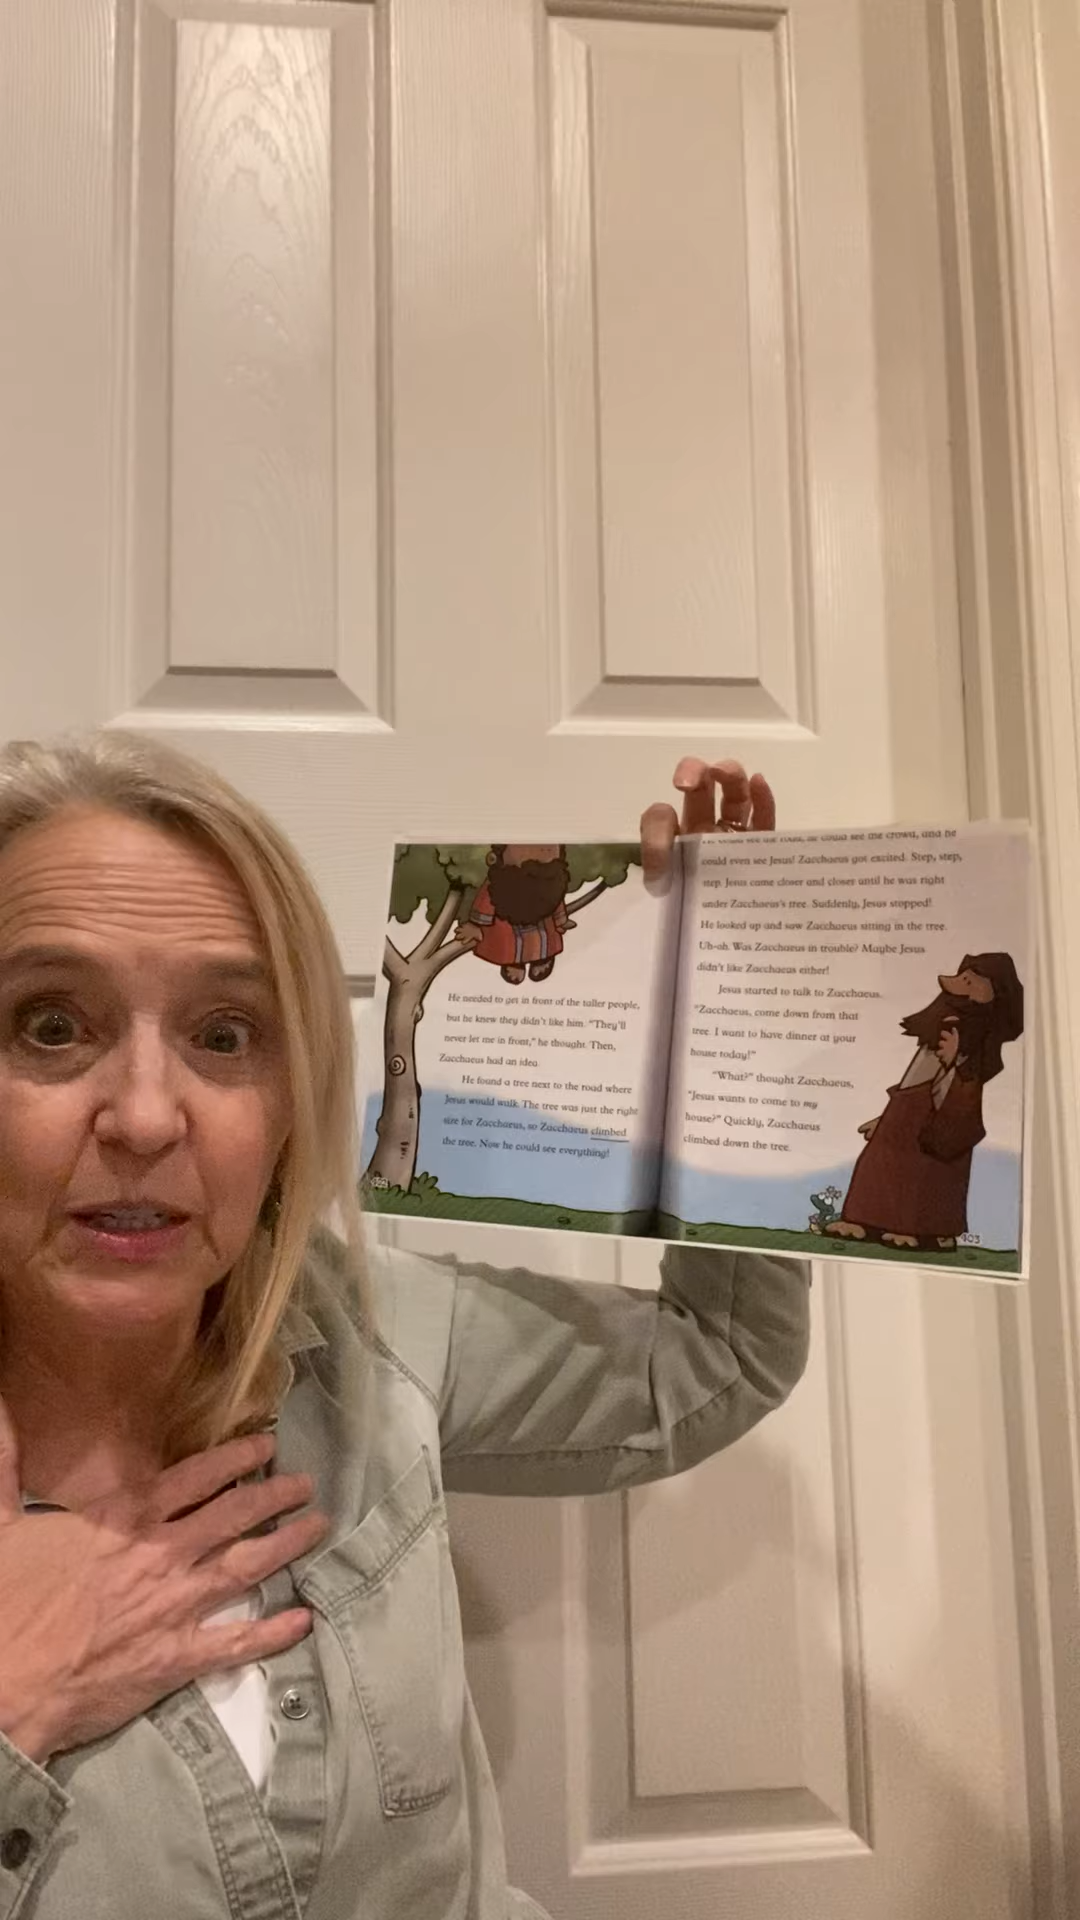 He needed to get in front of the taller people,
but he knew they didn't like him. "They'll
never let me in front," he thought. Then,
Zacchaeus had an idea.
He found a tree next to the road where
Jesus would walk. The tree was just the right
size for Zacchaeus, so Zacchaeus climbed
the tree. Now he could see everything!
could see the crowd, and he
could even see Jesus! Zacchaeus got excited. Step, step,
step. Jesus came closer and closer until he was right
under Zacchaeus's tree. Suddenly, Jesus stopped!
He looked up and saw Zacchaeus sitting in the tree.
Uh-oh. Was Zacchaeus in trouble? Maybe Jesus
didn't like Zacchaeus either!
Jesus started to talk to Zacchaeus.
"Zacchaeus, come down from that
tree. I want to have dinner at your
house today!"
"What?" thought Zacchaeus,
"Jesus wants to come to my
house?" Quickly, Zacchaeus
climbed down the tree.
103